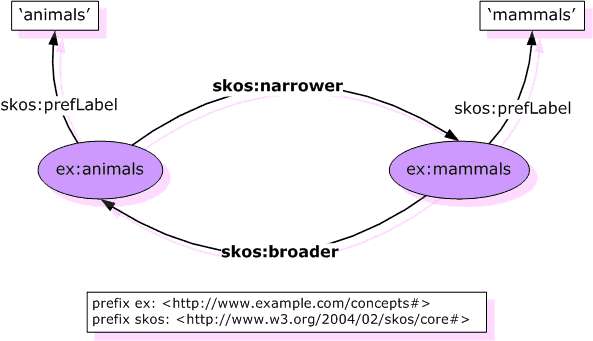 ‘animals’
‘mammals’
skos:prefLabel
skos:narrower
skos:prefLabel
ex:animals
ex:mammals
skos:broader
prefix ex: <http://www.example.com/concepts#>
prefix skos: <http://www.w3.org/2004/02/skos/core#>